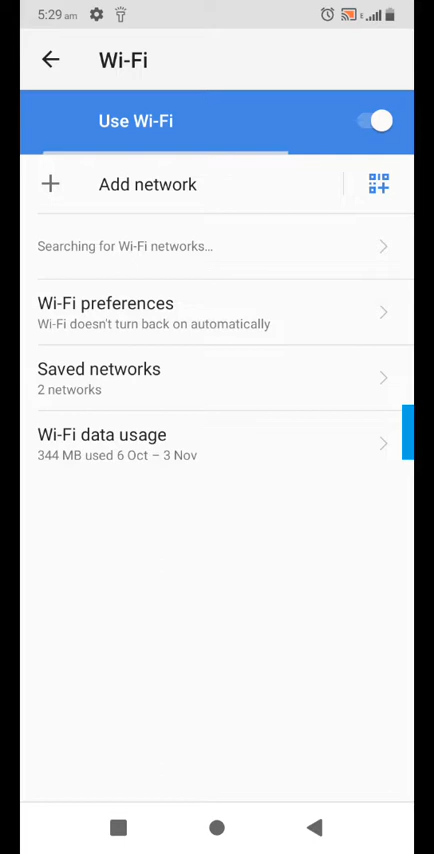 5:29 am
E
Wi-Fi
Use Wi-Fi
Add network
Searching for Wi-Fi networks...
Wi-Fi preferences
Wi-Fi doesn't turn back on automatically
Saved networks
2 networks
Wi-Fi data usage
344 MB used 6 Oct – 3 Nov